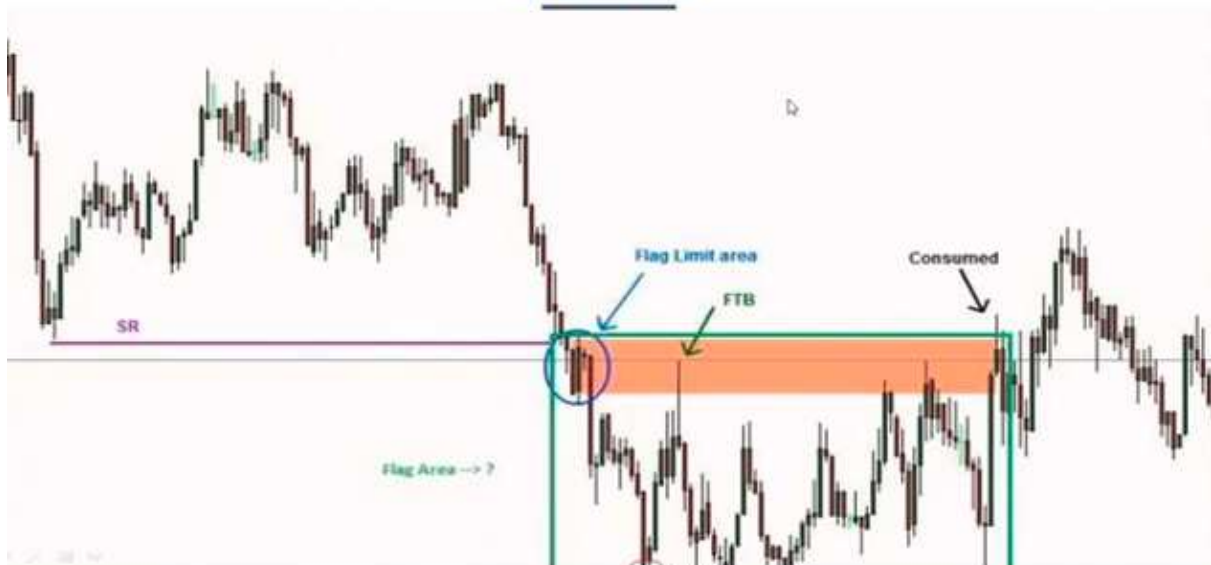 Flag Limit area
Consumed
FTB
SR
Flag Area --> ?